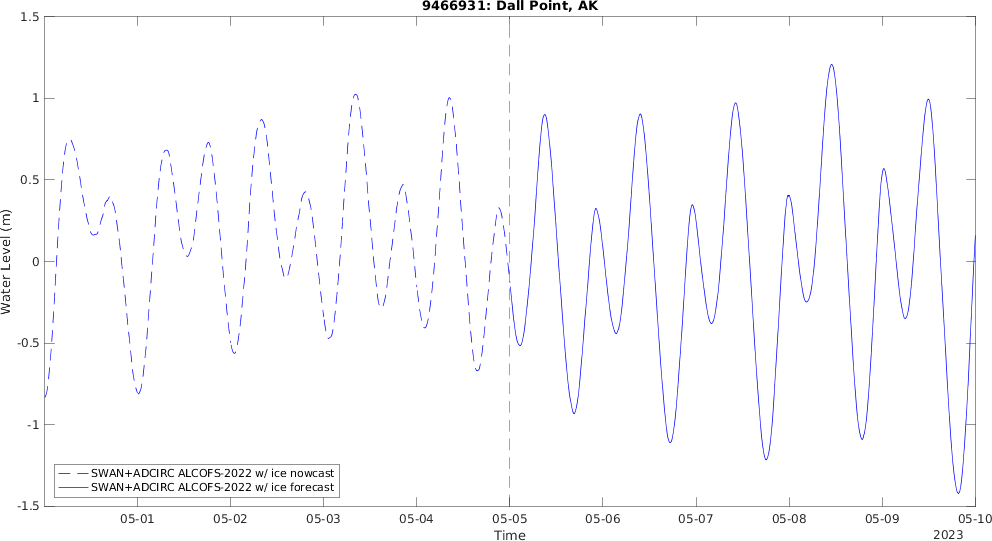 9466931: Dall Point, AK
1.5
1
0.5
0
-0.5
-1
-1.5
Water Level (m)
SWAN+ADCIRC ALCOFS-2022 w/ ice nowcast
SWAN+ADCIRC ALCOFS-2022 w/ ice forecast
05-01 05-02 05-03 05-04 05-05 05-06 05-07 05-08 05-09 05-10
Time
2023